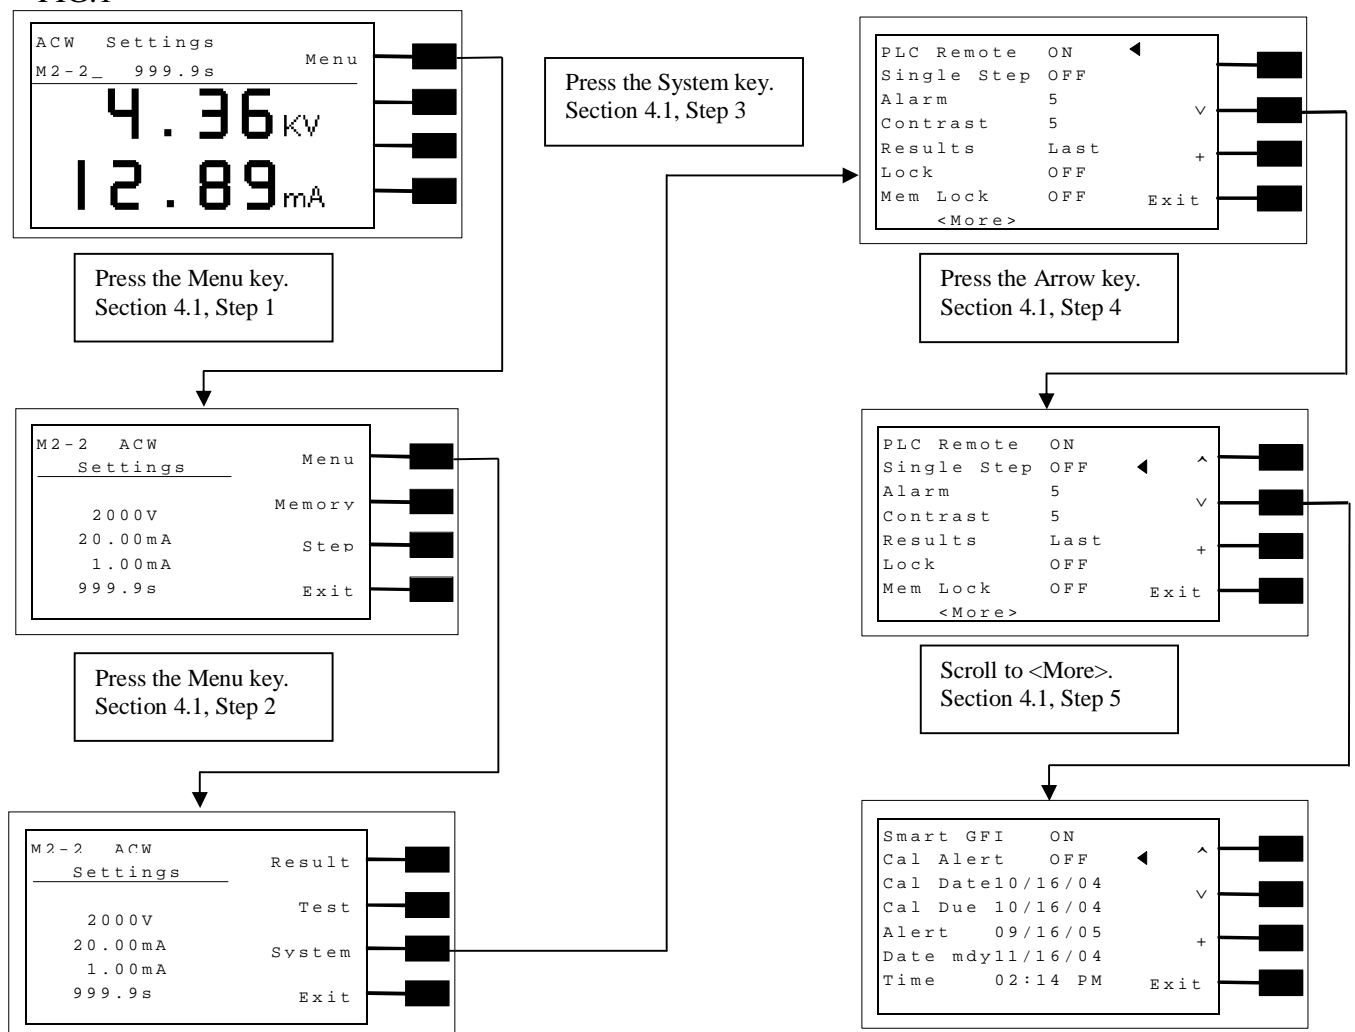 FIG.1
ACW Settings
Menu
M2-2_ 999.9s
4.36KV
12.89mA
Press the Menu key.
Section 4.1, Step 1
M2-2 ACW
Settings
Menu
Memory
2000V
20.00mA
Step
1.00mA
999.9s
Exit
Press the Menu key.
Section 4.1, Step 2
M2-2 ACW
Settings
Result
Test
2000V
20.00mA
System
1.00mA
999.9s
Exit
Press the System key.
Section 4.1, Step 3
PLC Remote ON ◀
Single Step OFF
Alarm 5
v
Contrast 5
Results Last
+
Lock OFF
Mem Lock OFF
Exit
<More>
Press the Arrow key.
Section 4.1, Step 4
PLC Remote ON
Single Step OFF ◀ ^
Alarm 5
v
Contrast 5
Results Last
+
Lock OFF
Mem Lock OFF
Exit
<More>
Scroll to <More>.
Section 4.1, Step 5
Smart GFI ON
Cal Alert OFF ◀ ^
Cal Date10/16/04
Cal Due 10/16/04
v
Alert 09/16/05
+
Date mdy11/16/04
Time 02:14 PM
Exit